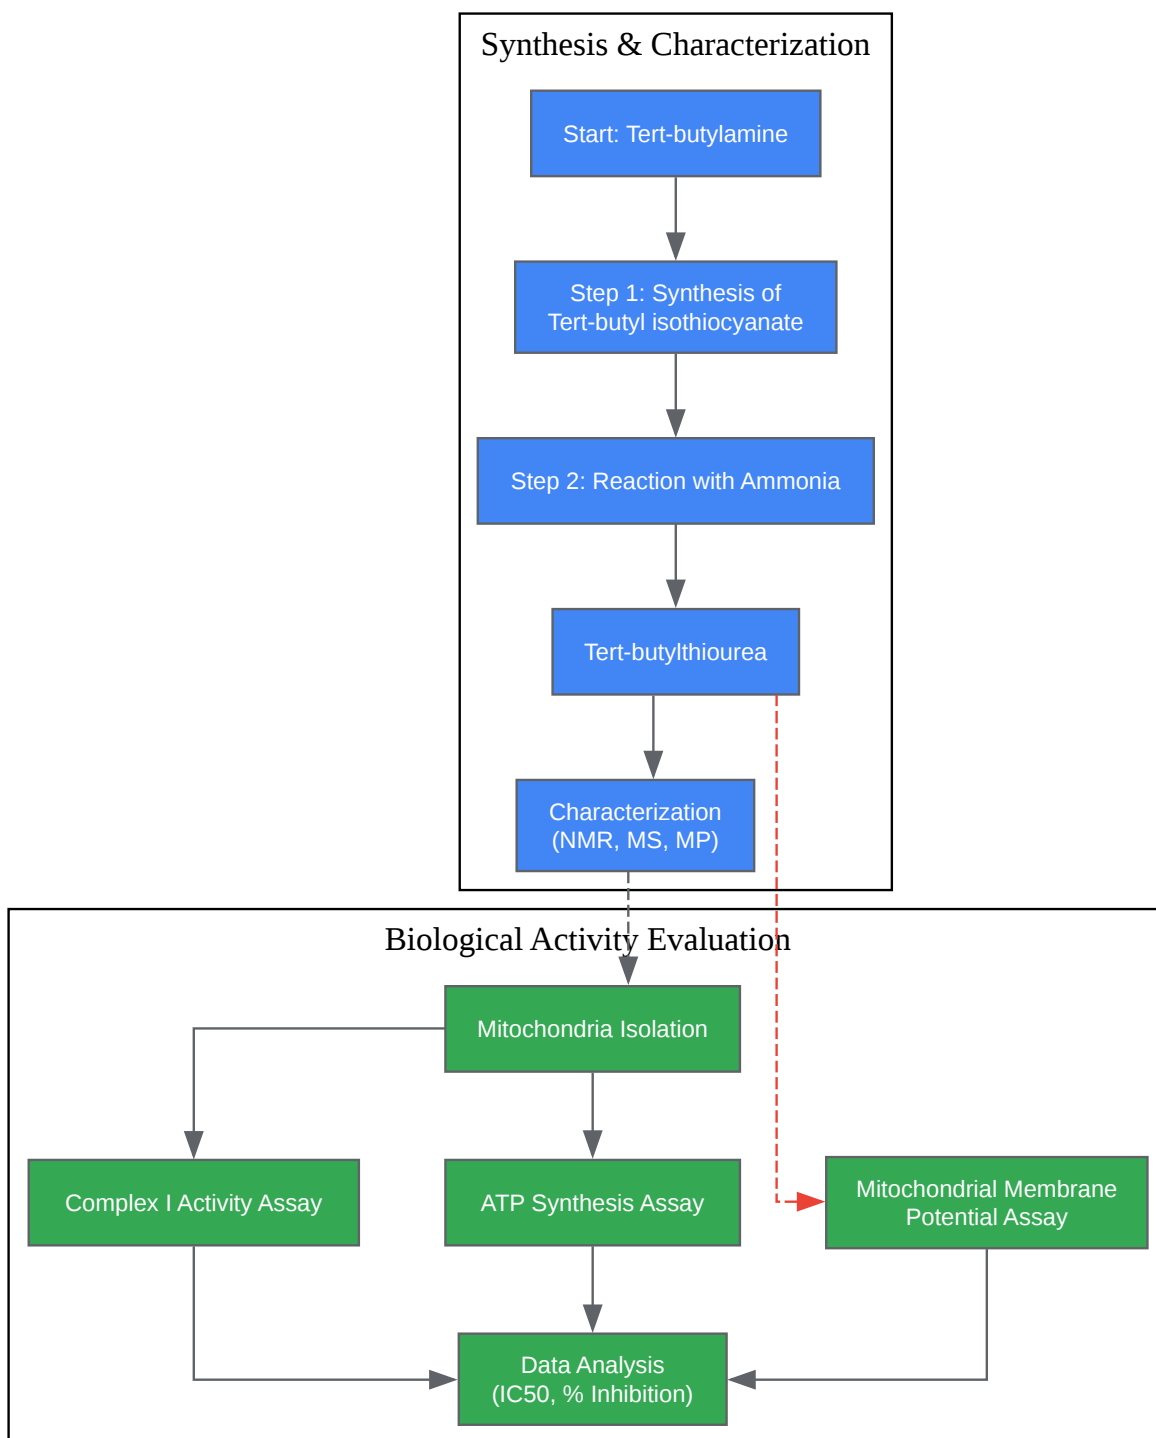 Synthesis & Characterization
Start: Tert-butylamine
Step 1: Synthesis of
Tert-butyl isothiocyanate
Step 2: Reaction with Ammonia
Tert-butylthiourea
Characterization
(NMR, MS, MP)
Biological Activity Evaluation
Mitochondria Isolation
Complex I Activity Assay
ATP Synthesis Assay
Mitochondrial Membrane
Potential Assay
Data Analysis
(IC50, % Inhibition)